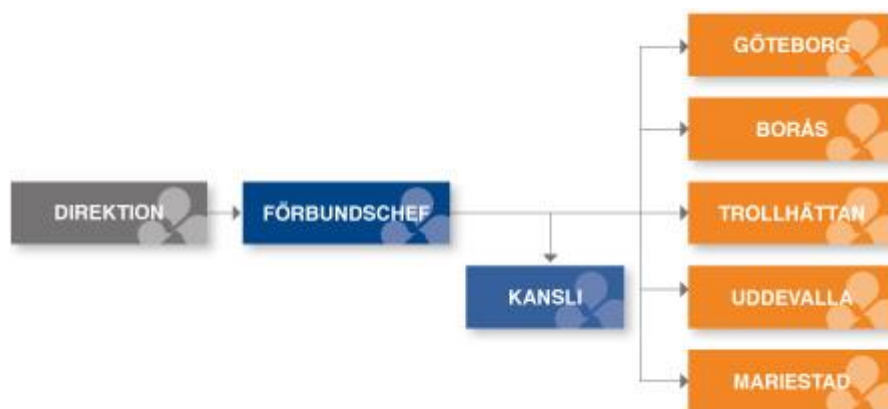 DIREKTION
FÖRBUNDSCHEF
KANSLI
GÖTEBORG
BORÅS
TROLLHÄTTAN
UDDEVALLA
MARIESTAD